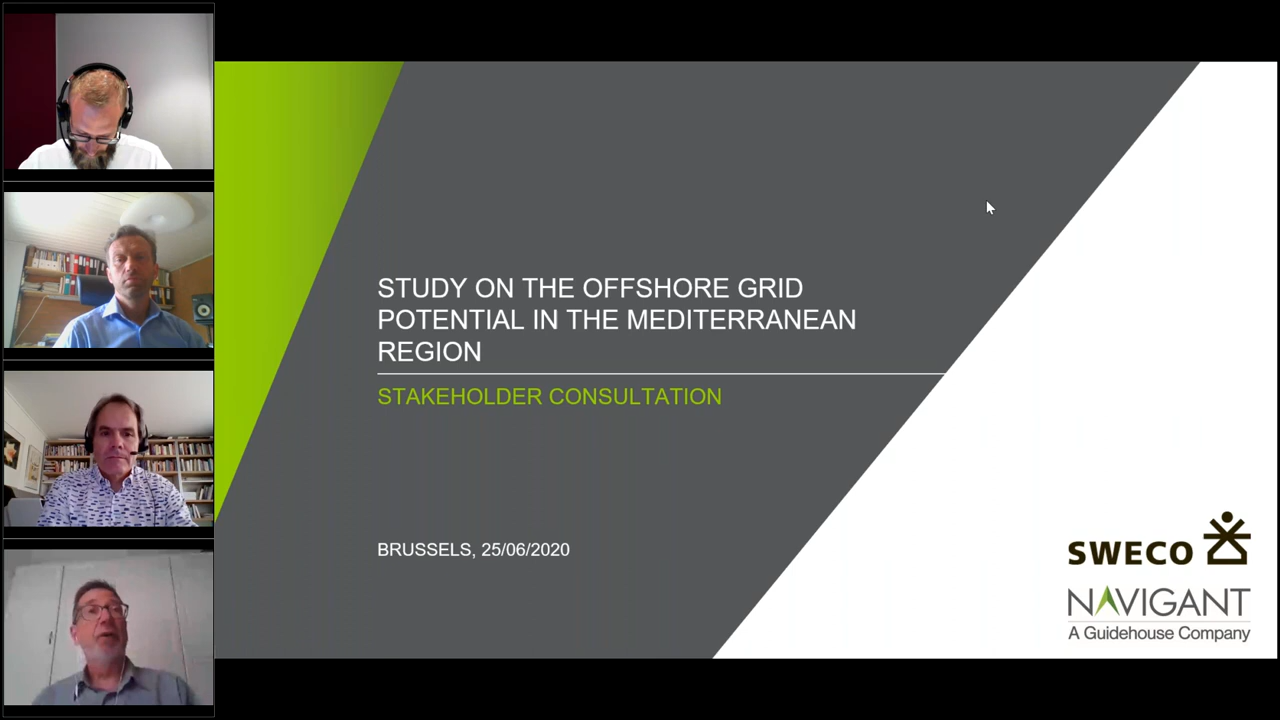 STUDY ON THE OFFSHORE GRID
POTENTIAL IN THE MEDITERRANEAN
REGION
STAKEHOLDER CONSULTATION
BRUSSELS, 25/06/2020
SWECO
NAVIGANT
A Guidehouse Company